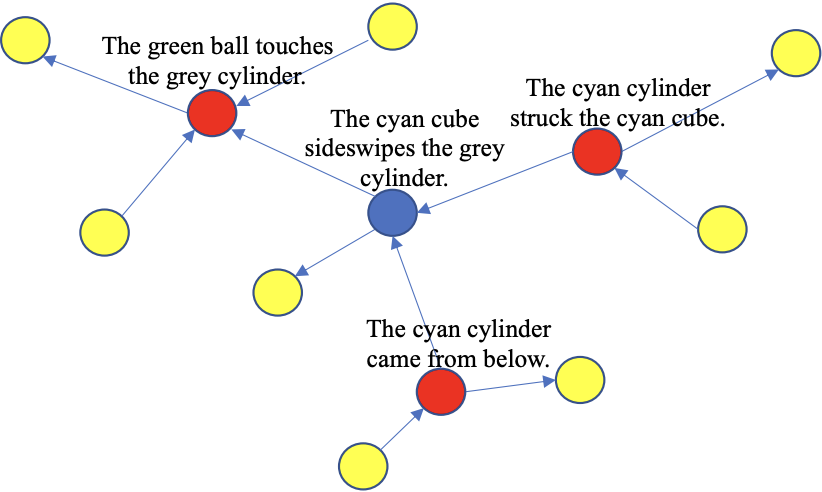 The green ball touches
the grey cylinder.
The cyan cube
sideswipes the grey
cylinder.
The cyan cylinder
struck the cyan cube.
The cyan cylinder
came from below.